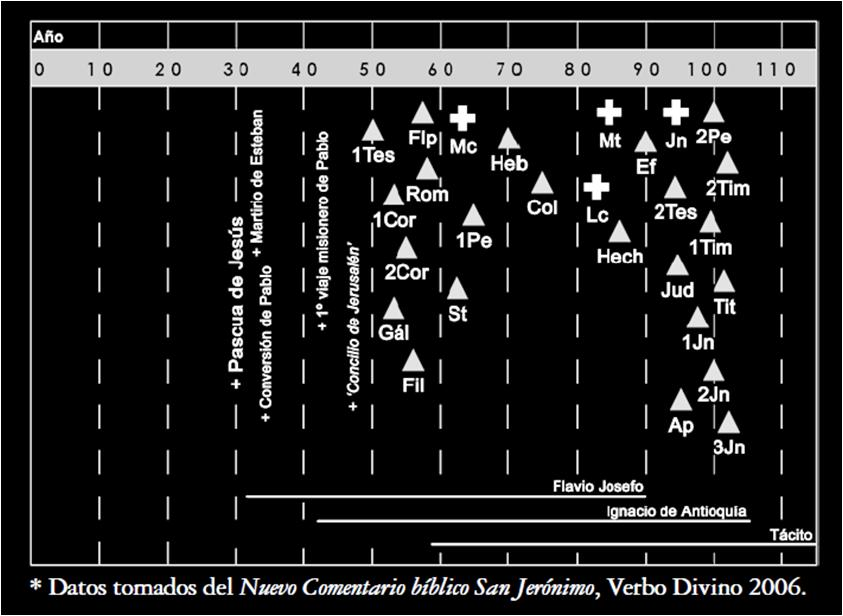 Año
0 10 20 30 40 50 60 70 80 90 100 110
+ Pascua de Jesús
+ Martirio de Esteban
+ Conversión de Pablo
+ 1º viaje misionero de Pablo
+ ‘Concilio de Jerusalén’
1Tes
Flp
Mc
Heb
Mt
Ef
Jn
2Pe
1Cor
Rom
Col
Lc
2Tes
2Tim
2Cor
1Pe
Hech
1Tim
Gál
St
Jud
Tit
Fil
1Jn
2Jn
Ap
3Jn
Flavio Josefo
Ignacio de Antioquía
Tácito
* Datos tomados del Nuevo Comentario bíblico San Jerónimo, Verbo Divino 2006.